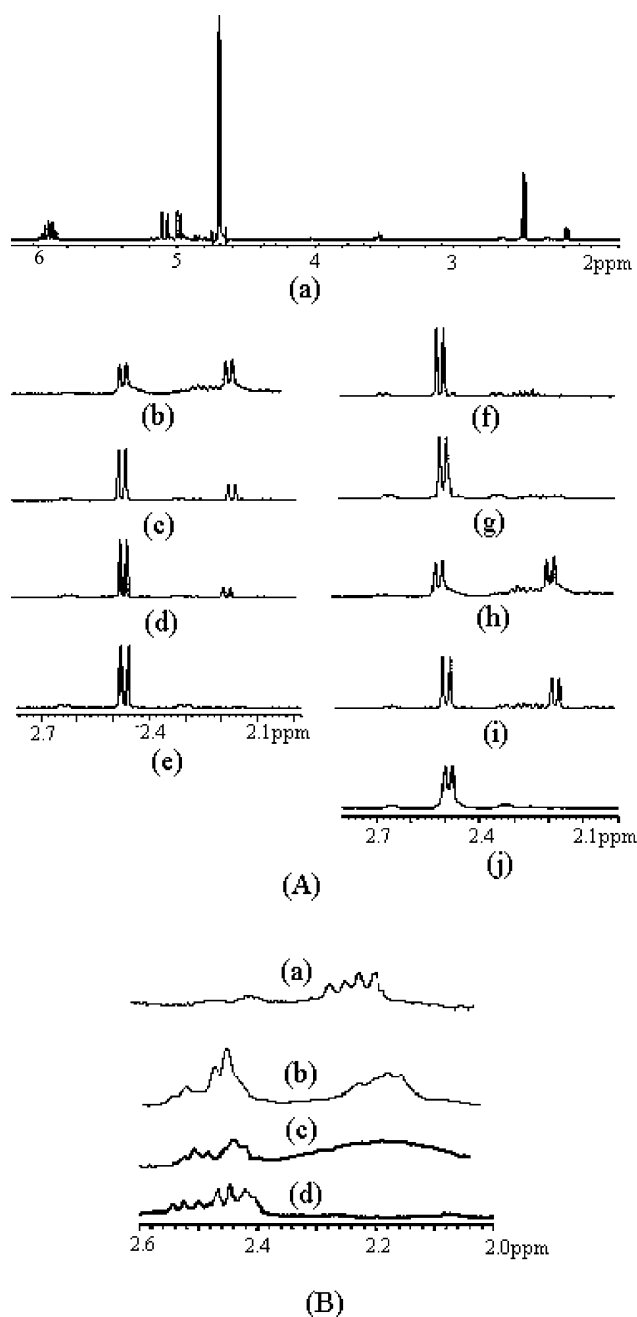 6 5 4 3 2ppm
(a)
(b)
(f)
(c)
(g)
(d)
(h)
2.7 2.4 2.1ppm
(e)
(i)
2.7 2.4 2.1ppm
(j)
(A)
(a)
(b)
(c)
(d)
2.6 2.4 2.2 2.0ppm
(B)